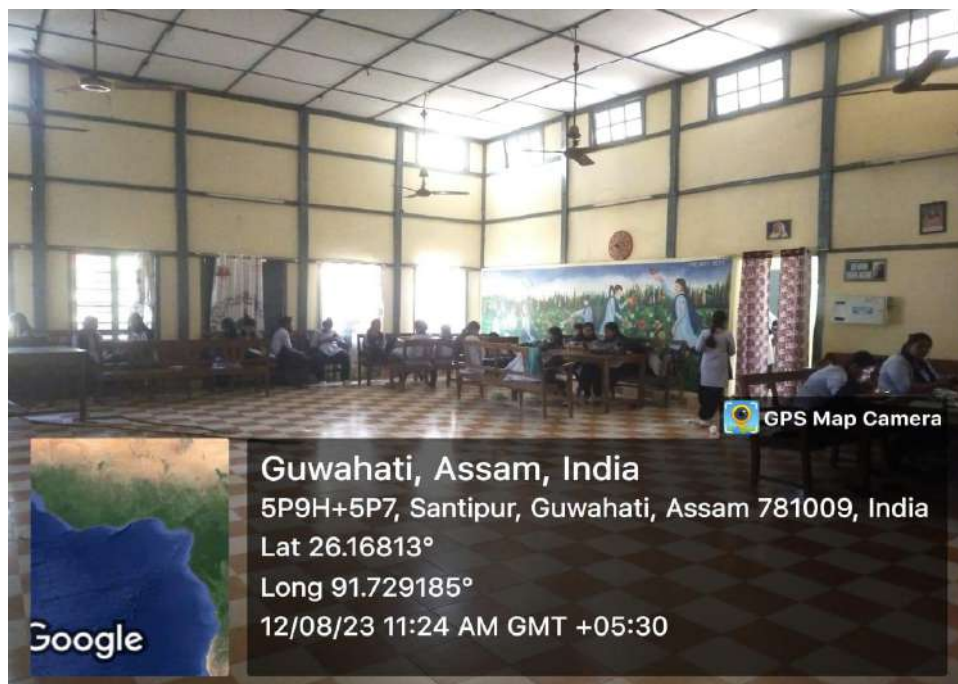 GPS Map Camera
Guwahati, Assam, India
5P9H+5P7, Santipur, Guwahati, Assam 781009, India
Lat 26.16813°
Long 91.729185°
12/08/23 11:24 AM GMT +05:30
Google